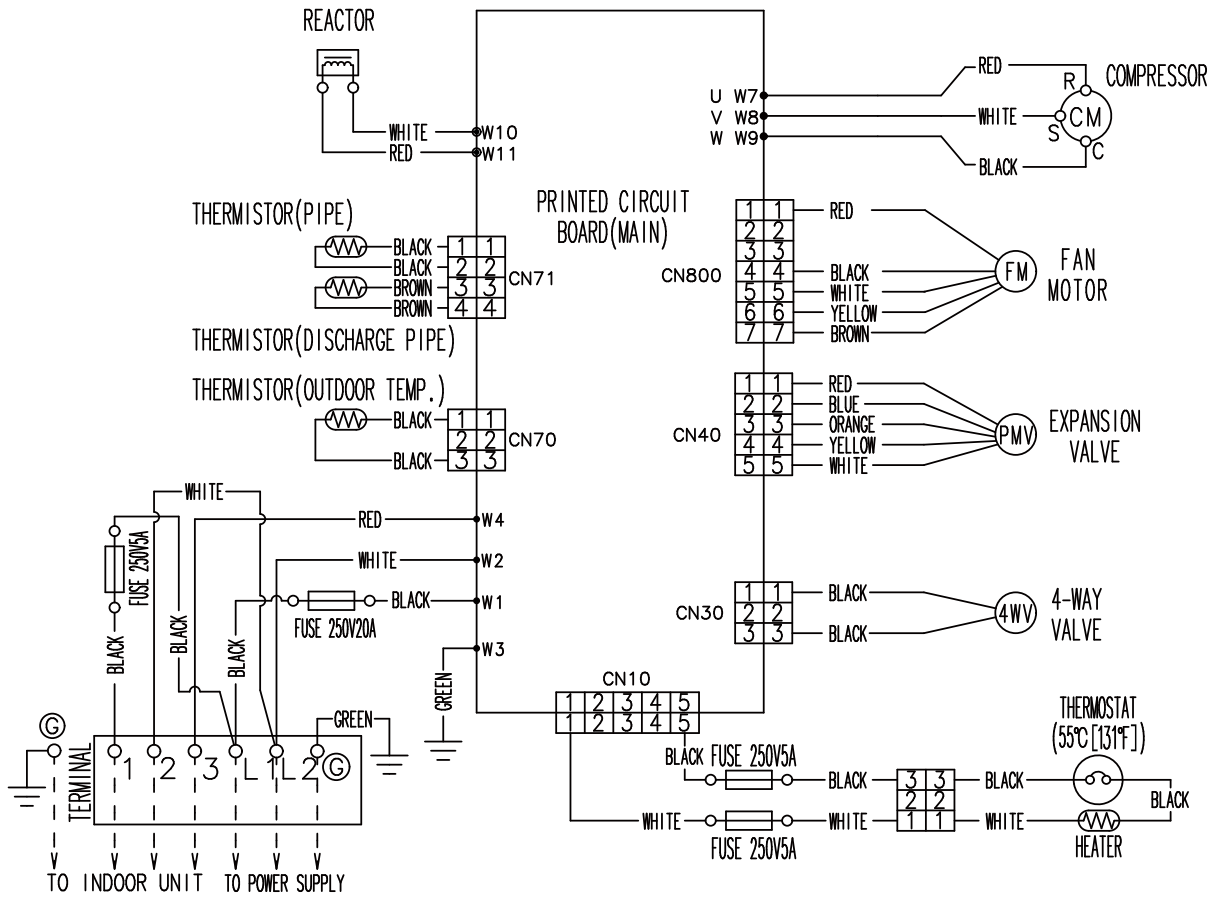 REACTOR
WHITE
RED
W10
W11
U W7
V W8
W W9
RED
WHITE
BLACK
R
S
C
CM
COMPRESSOR
PRINTED CIRCUIT
BOARD(MAIN)
THERMISTOR(PIPE)
BLACK
BLACK
BROWN
BROWN
1 1
2 2
3 3
4 4
CN71
THERMISTOR(DISCHARGE PIPE)
THERMISTOR(OUTDOOR TEMP.)
BLACK
BLACK
1 1
2 2
3 3
CN70
CN800
1 1
2 2
3 3
4 4
5 5
6 6
7 7
RED
BLACK
WHITE
YELLOW
BROWN
FM
FAN
MOTOR
CN40
1 1
2 2
3 3
4 4
5 5
RED
BLUE
ORANGE
YELLOW
WHITE
PMV
EXPANSION
VALVE
WHITE
RED
W4
WHITE
W2
BLACK
W1
FUSE 250V20A
W3
GREEN
FUSE 250V5A
BLACK
BLACK
BLACK
CN30
1 1
2 2
3 3
BLACK
BLACK
4WV
4-WAY
VALVE
CN10
1 2 3 4 5
1 2 3 4 5
G
GREEN
TERMINAL
1 2 3 L 1 L 2 G
TO INDOOR UNIT
TO POWER SUPPLY
BLACK
FUSE 250V5A
BLACK
WHITE
WHITE
FUSE 250V5A
3 3
2 2
1 1
BLACK
WHITE
THERMOSTAT
(55℃[131℉])
BLACK
HEATER